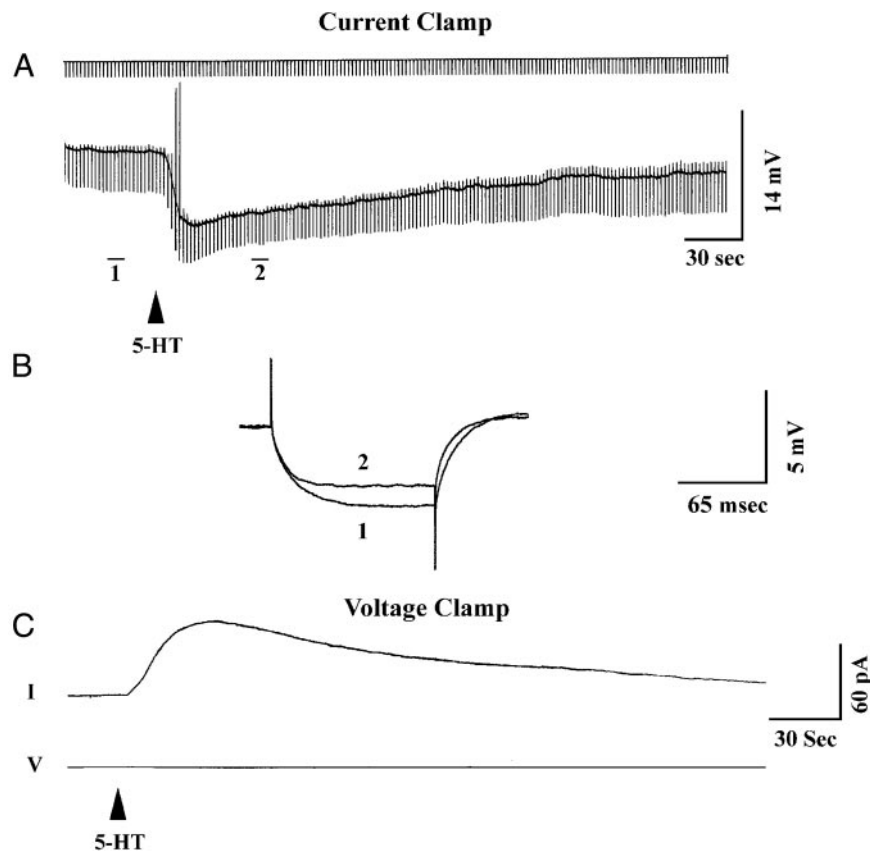 Current Clamp
A
14 mV
30 sec
1
2
5-HT
B
2
1
5 mV
65 msec
Voltage Clamp
C
I
60 pA
30 Sec
V
5-HT